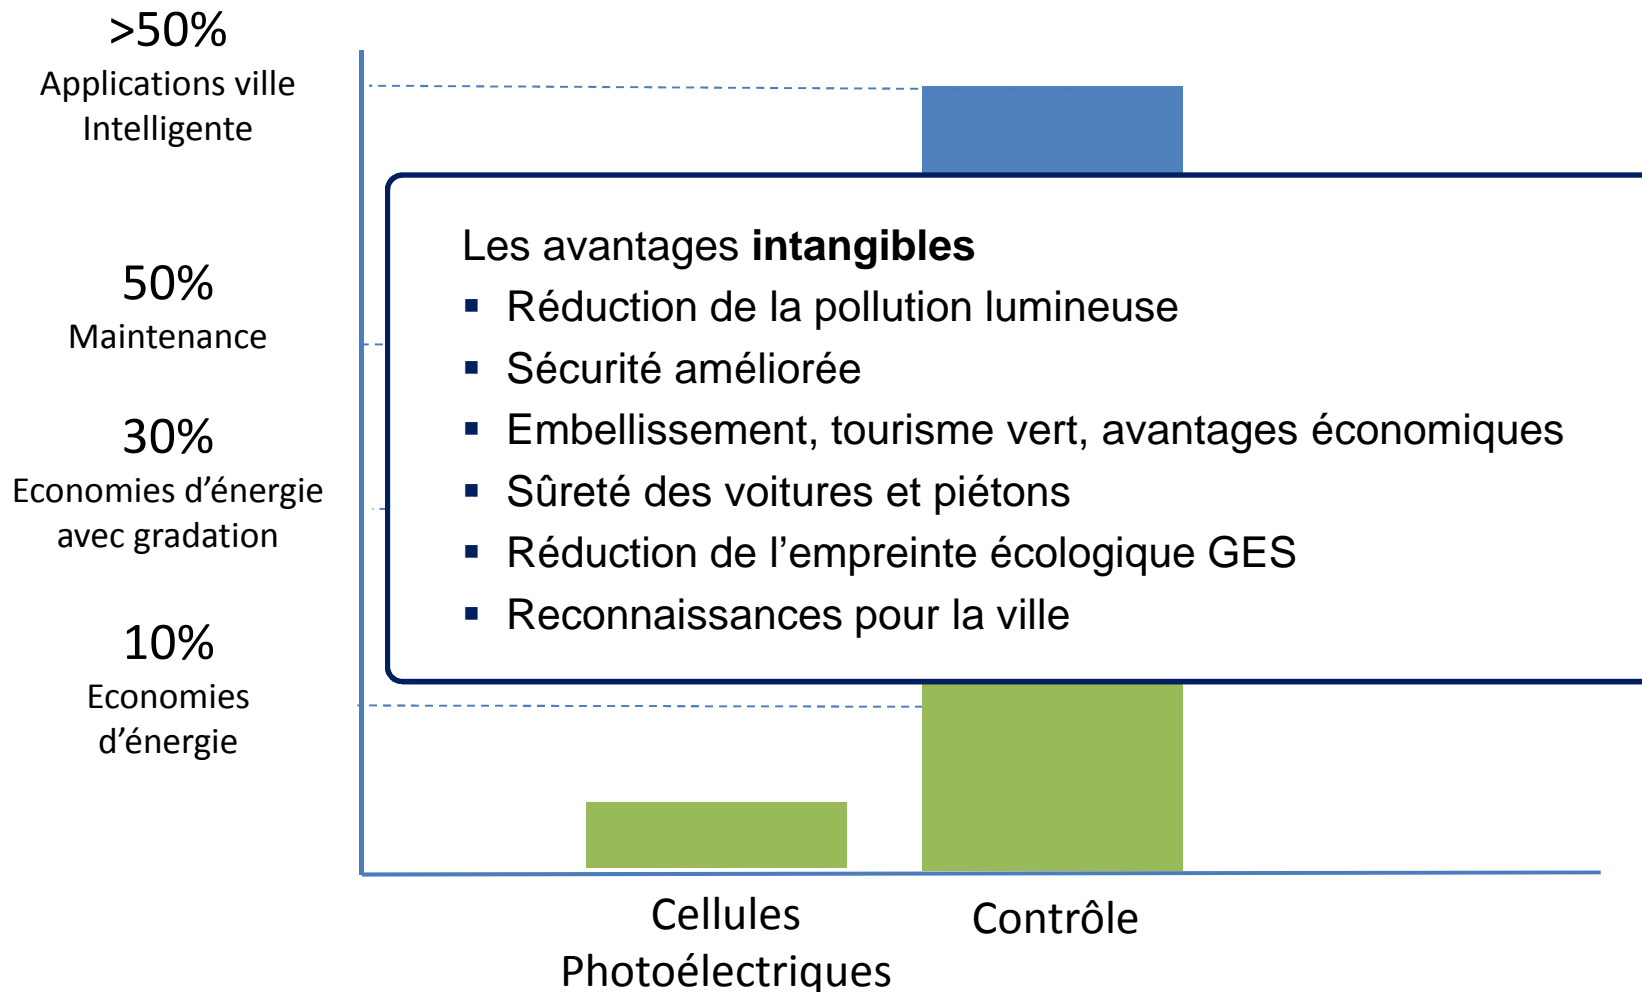 >50%
Applications ville
Intelligente
50%
Maintenance
30%
Economies d’énergie
avec gradation
10%
Economies
d’énergie
Les avantages intangibles
▪ Réduction de la pollution lumineuse
▪ Sécurité améliorée
▪ Embellissement, tourisme vert, avantages économiques
▪ Sûreté des voitures et piétons
▪ Réduction de l’empreinte écologique GES
▪ Reconnaissances pour la ville
Cellules
Photoélectriques
Contrôle